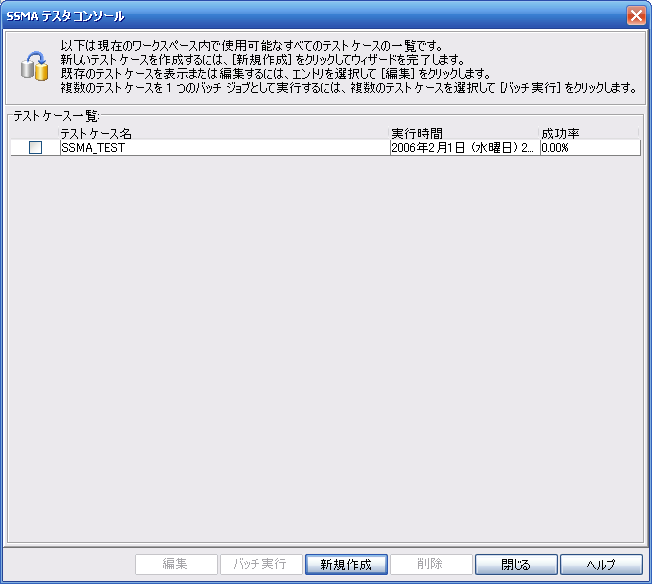 SSMA テスタ コンソール
以下は現在のワークスペース内で使用可能なすべてのテスト ケースの一覧です。
新しいテスト ケースを作成するには、[新規作成] をクリックしてウィザードを完了します。
既存のテスト ケースを表示または編集するには、エントリを選択して [編集] をクリックします。
複数のテスト ケースを 1 つのバッチ ジョブとして実行するには、複数のテスト ケースを選択して [バッチ実行] をクリックします。
テスト ケース一覧:
テスト ケース名 実行時間 成功率
SSMA_TEST 2006年2月1日 (水曜日) 2... 0.00%
編集 バッチ実行 新規作成 削除 閉じる ヘルプ